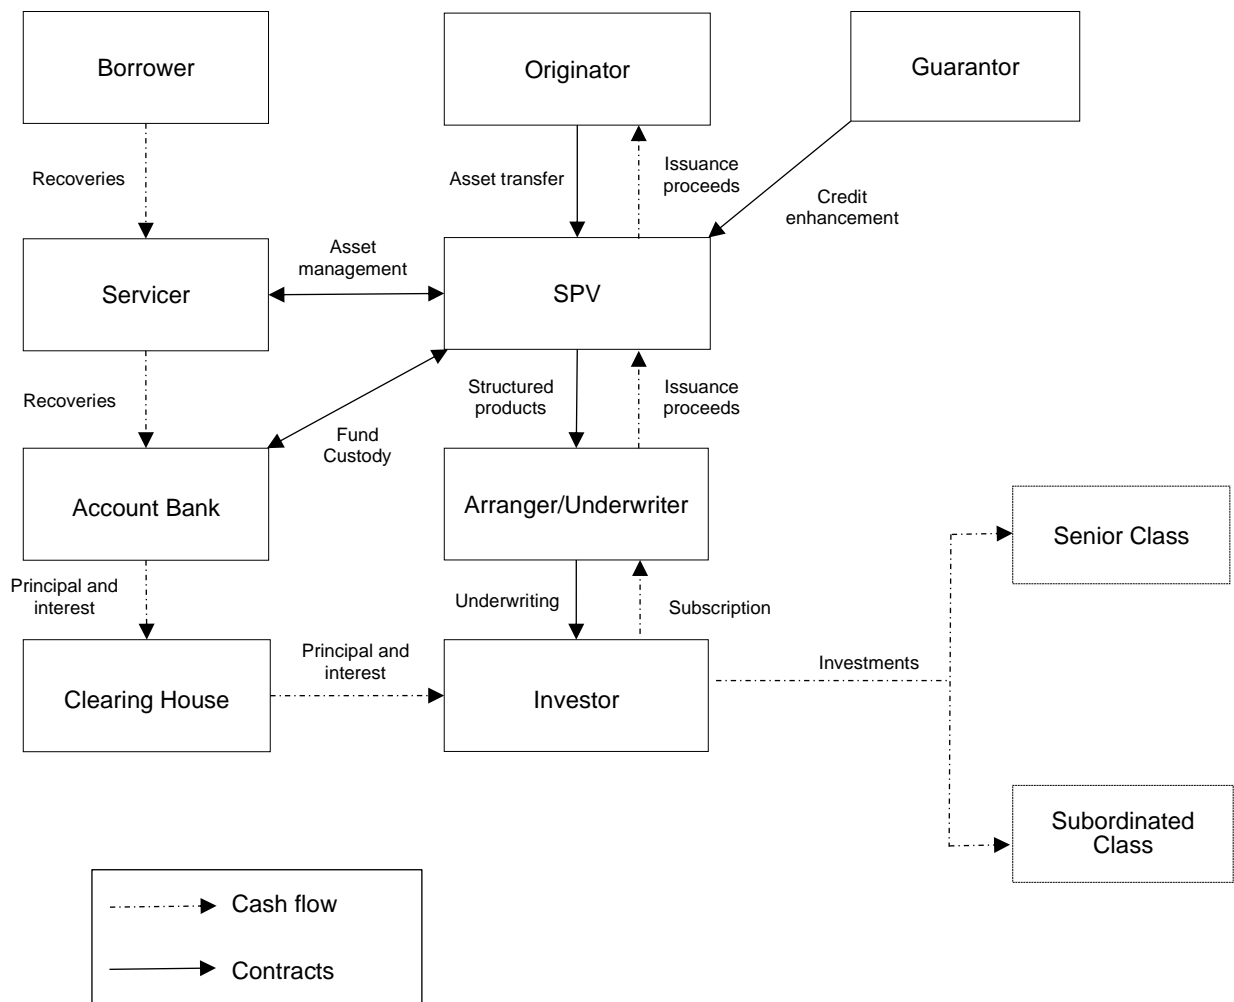 Borrower
Originator
Guarantor
Recoveries
Asset transfer
Issuance
proceeds
Credit
enhancement
Servicer
Asset
management
SPV
Recoveries
Structured
products
Issuance
proceeds
Fund
Custody
Account Bank
Arranger/Underwriter
Senior Class
Principal and
interest
Underwriting
Subscription
Clearing House
Principal and
interest
Investor
Investments
Subordinated
Class
Cash flow
Contracts